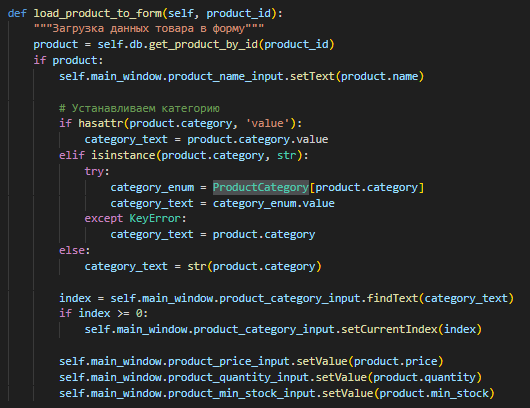 def load_product_to_form(self, product_id):
    """Загрузка данных товара в форму"""
    product = self.db.get_product_by_id(product_id)
    if product:
        self.main_window.product_name_input.setText(product.name)

        # Устанавливаем категорию
        if hasattr(product.category, 'value'):
            category_text = product.category.value
        elif isinstance(product.category, str):
            try:
                category_enum = ProductCategory[product.category]
                category_text = category_enum.value
            except KeyError:
                category_text = product.category
        else:
            category_text = str(product.category)

        index = self.main_window.product_category_input.findText(category_text)
        if index >= 0:
            self.main_window.product_category_input.setCurrentIndex(index)

        self.main_window.product_price_input.setValue(product.price)
        self.main_window.product_quantity_input.setValue(product.quantity)
        self.main_window.product_min_stock_input.setValue(product.min_stock)